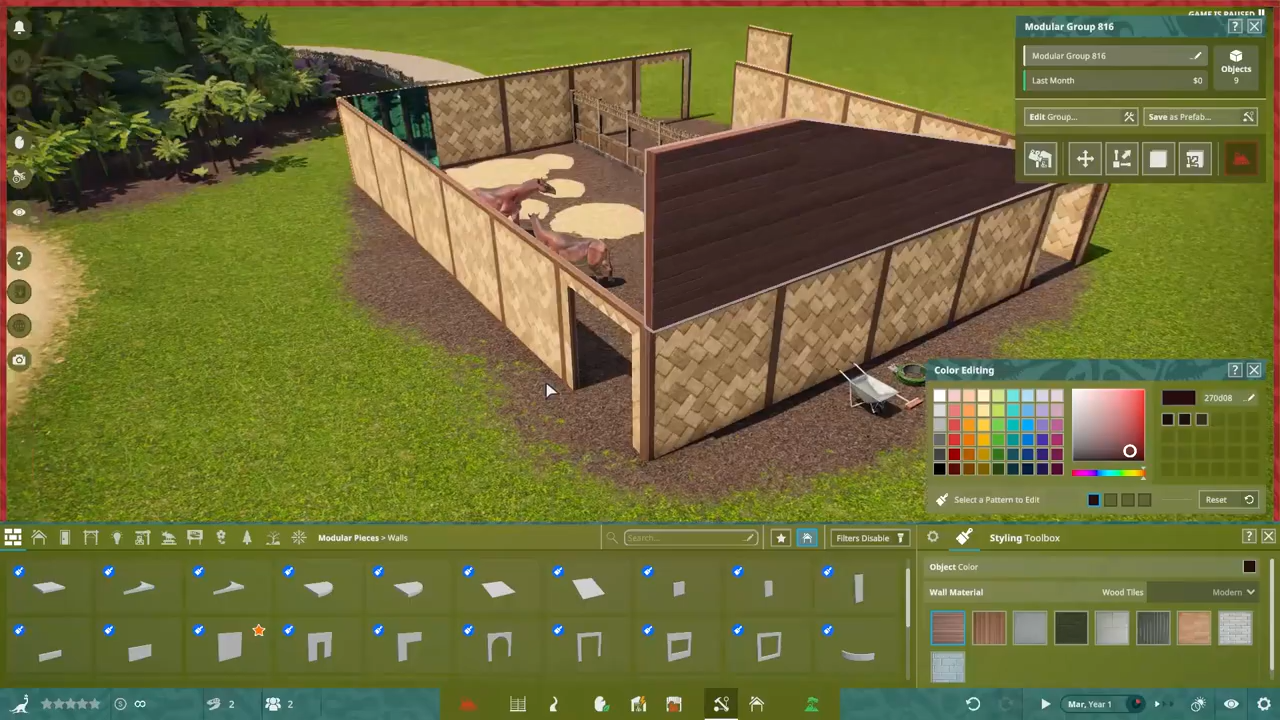 GAME IS PAUSED
Modular Group 816
?
Modular Group 816
Objects
9
Last Month $0
Edit Group...
Save as Prefab...
?
Color Editing
?
270d08
Select a Pattern to Edit
Reset
Modular Pieces > Walls
Search...
Filters Disable
Styling Toolbox
?
Object Color
Wall Material Wood Tiles Modern
$ ∞
2
2
Mar, Year 1